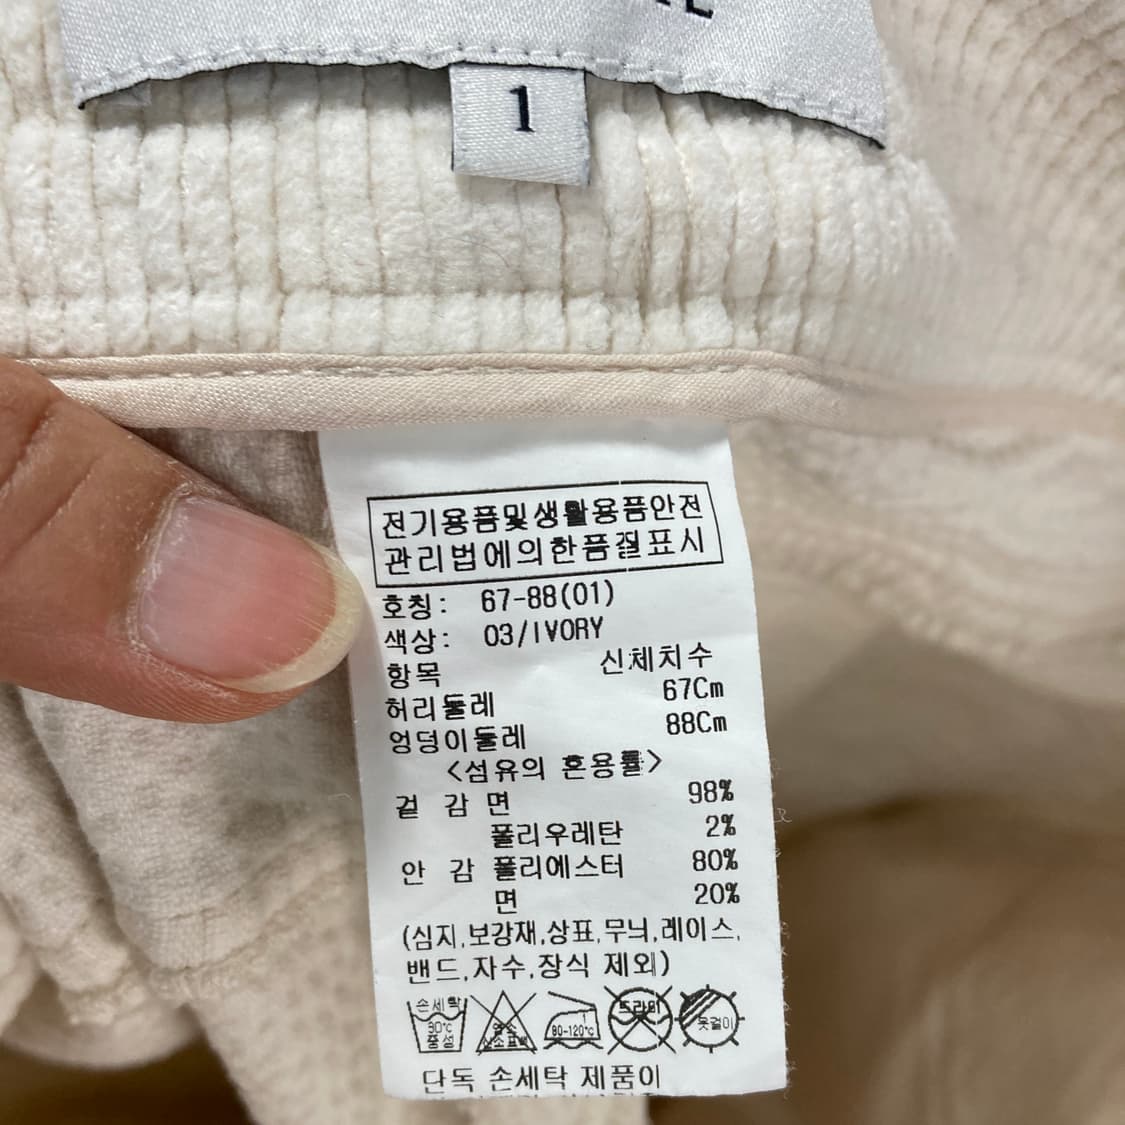 1
전기용품및생활용품안전
관리법에의한품질표시
호칭: 67-88(01)
색상: 03/IVORY
항목 신체치수
허리둘레 67Cm
엉덩이둘레 88Cm
<섬유의 혼용률>
겉 감 면 98%
폴리우레탄 2%
안 감 폴리에스터 80%
면 20%
(심지,보강재,상표,무늬,레이스,
밴드,자수,장식 제외)
손세탁 30℃ 중성 염소 산소표백 80-120℃ 드라이 옷걸이
단독 손세탁 제품이